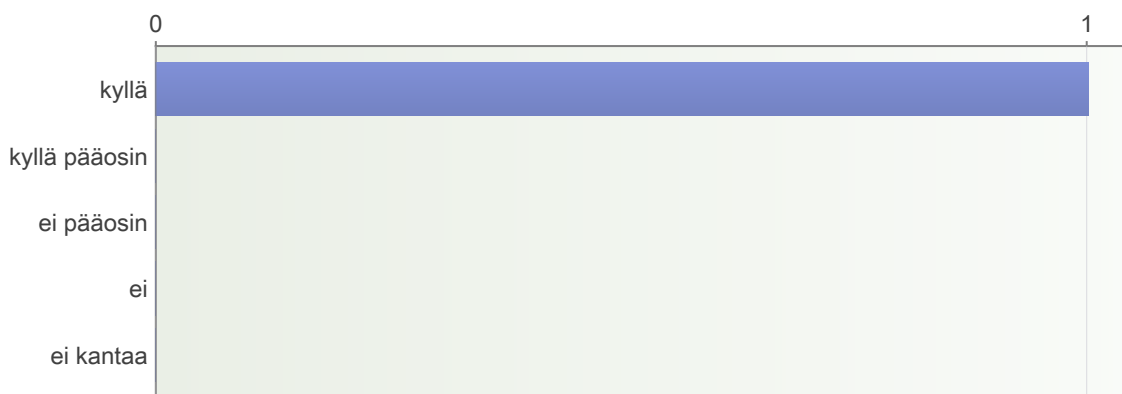 0 1
kyllä
kyllä pääosin
ei pääosin
ei
ei kantaa